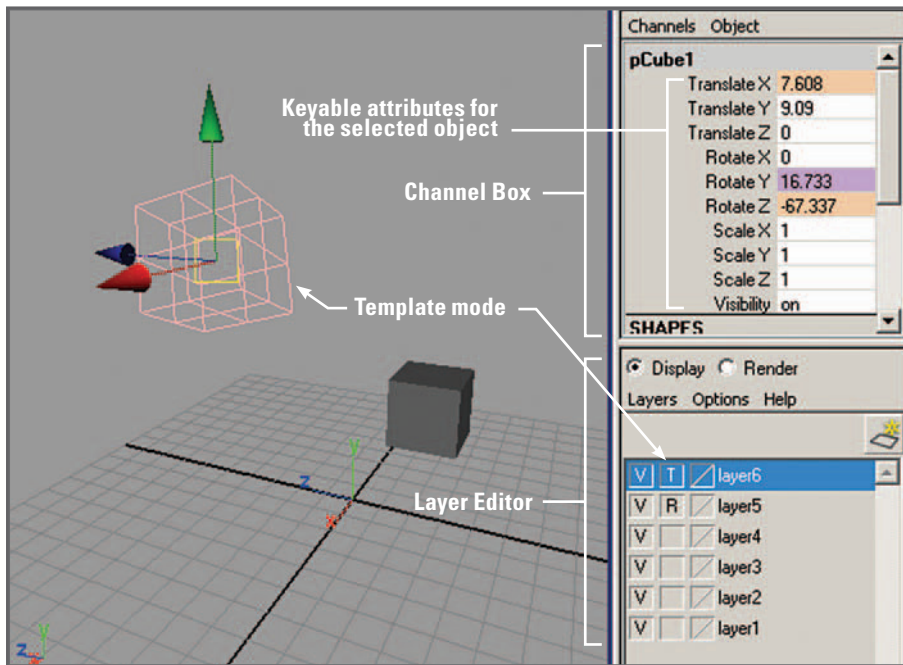 Channels Object
pCube1
Translate X 7.608
Translate Y 9.09
Translate Z 0
Rotate X 0
Rotate Y 16.733
Rotate Z -67.337
Scale X 1
Scale Y 1
Scale Z 1
Visibility on
SHAPES
Keyable attributes for
the selected object
Channel Box
Template mode
Display Render
Layers Options Help
V T layer6
V R layer5
V layer4
V layer3
V layer2
V layer1
Layer Editor
y
z
x
y
z
x